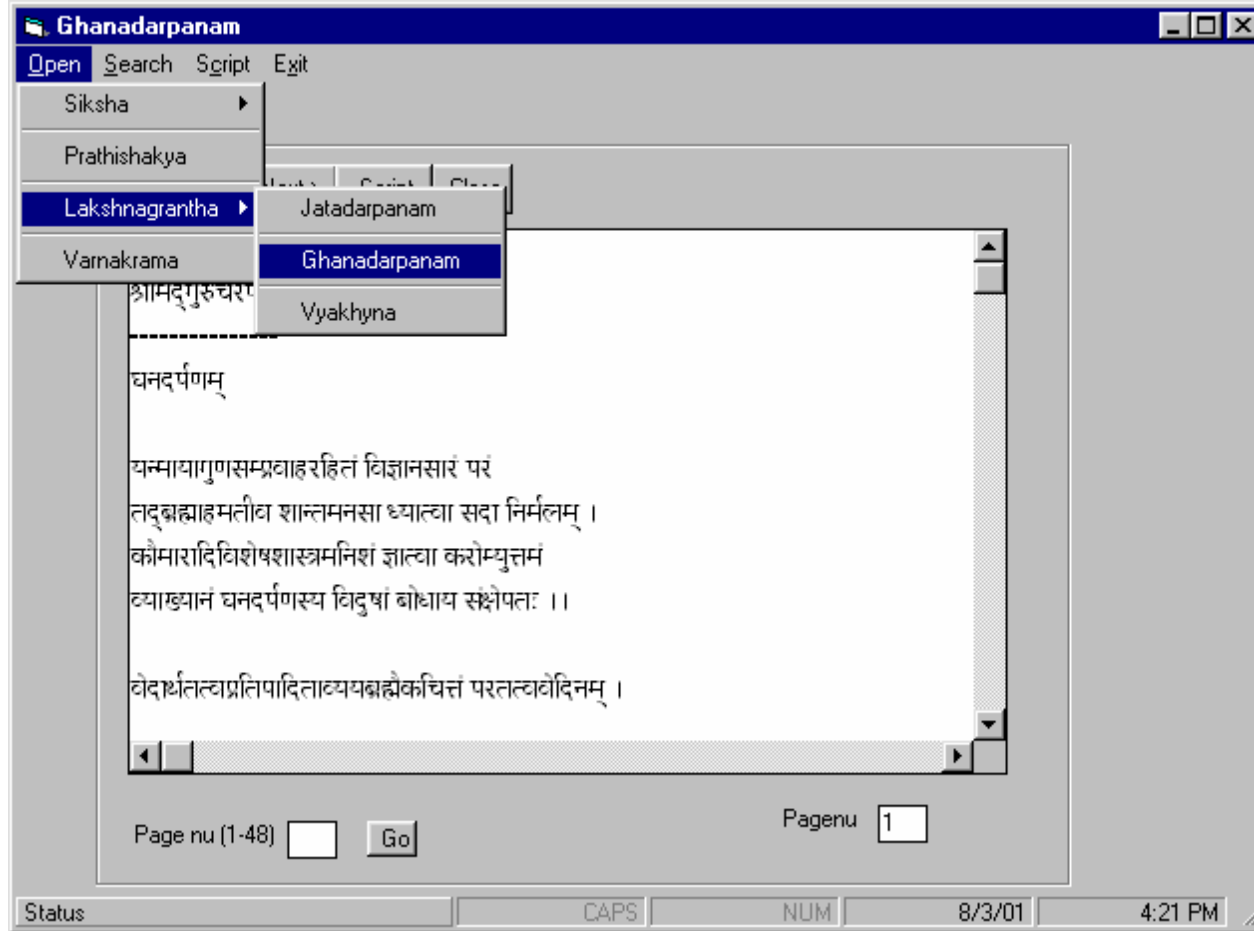 Ghanadarpanam
Open Search Script Exit
Siksha
Prathishakya
Lakshnagrantha
Varnakrama
Script
Jatadarpanam
Ghanadarpanam
Vyakhyna
घनदर्पणम्
यन्मायागुणसम्प्रवाहरहितं विज्ञानसारं परं
तद्ब्रह्माहमतीव शान्तमनसा ध्यात्वा सदा निर्मलम् ।
कौमारादिविशेषशास्त्रमनिशं ज्ञात्वा करोम्युत्तमं
व्याख्यानं घनदर्पणस्य विदुषां बोधाय संक्षेपतः ।।
वेदार्थतत्वाप्रतिपादिताव्ययब्रह्मैकचित्तं परतत्ववेदिनम् ।
Page nu (1-48) Go
Pagenu 1
Status CAPS NUM 8/3/01 4:21 PM